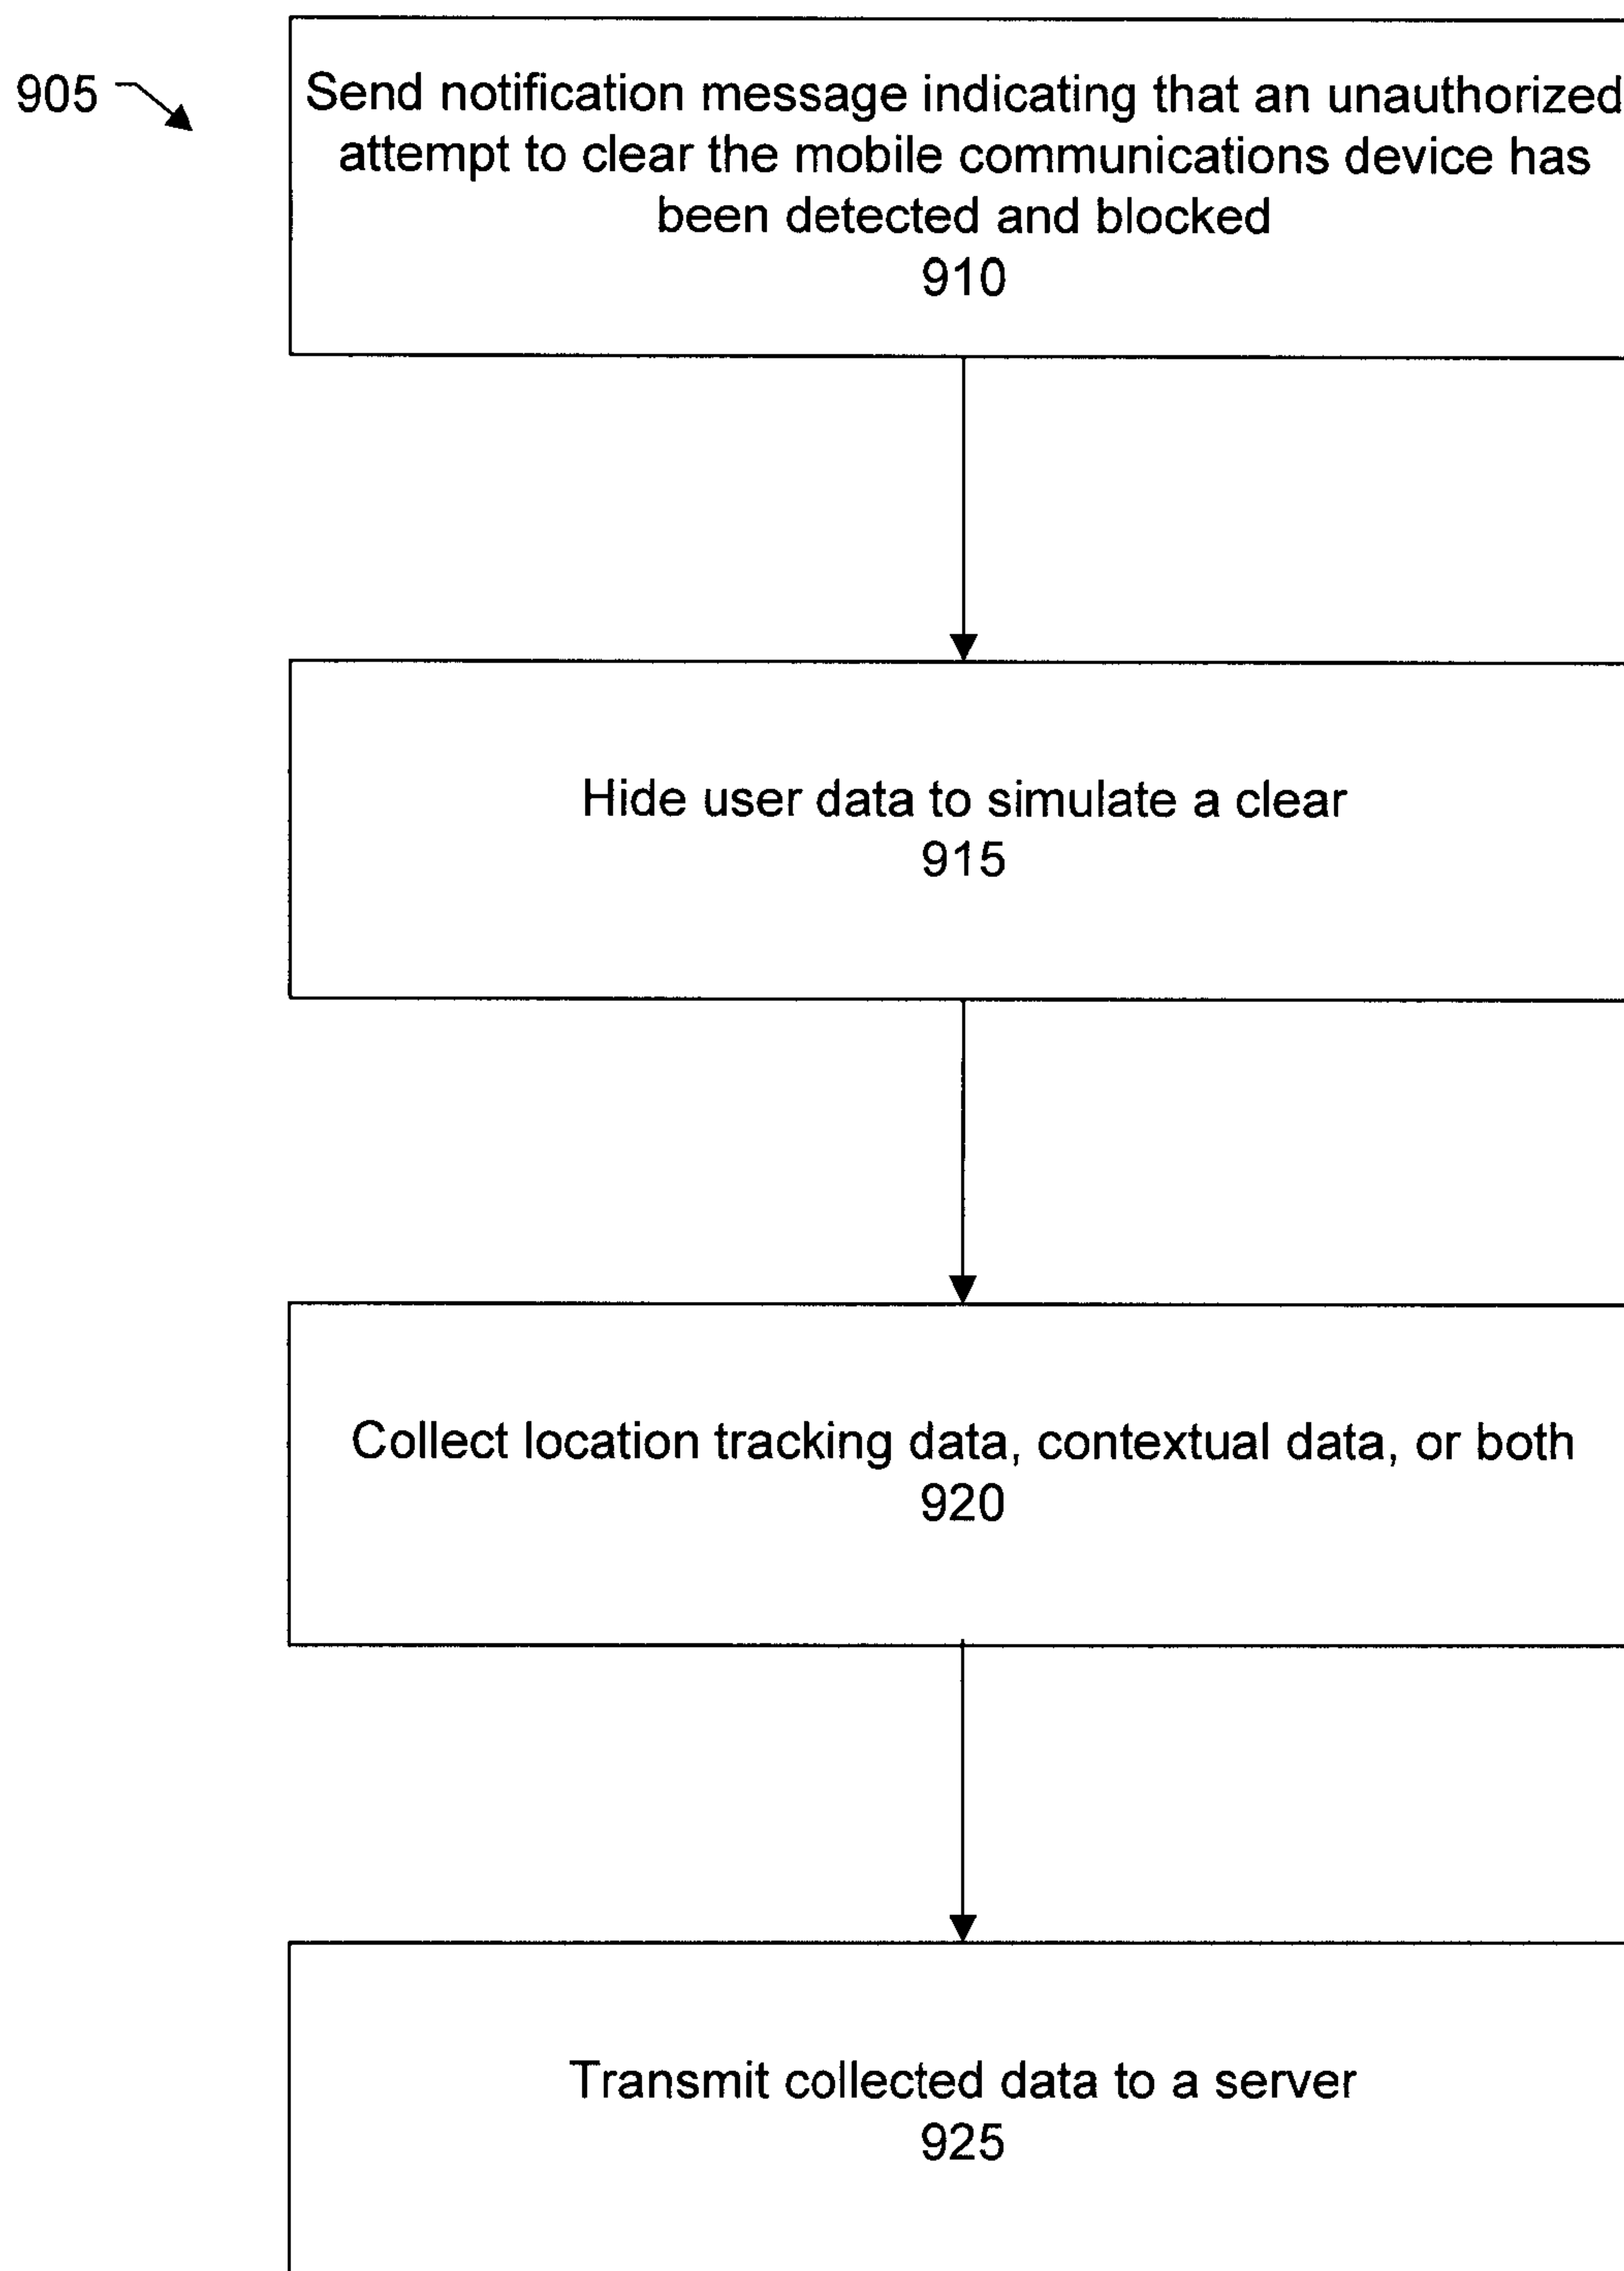 905
Send notification message indicating that an unauthorized
attempt to clear the mobile communications device has
been detected and blocked
910
Hide user data to simulate a clear
915
Collect location tracking data, contextual data, or both
920
Transmit collected data to a server
925